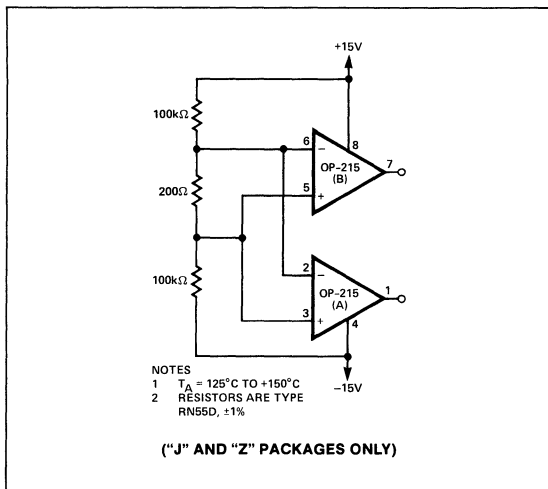 +15V
100kΩ
6
−
8
OP-215
(B)
7
200Ω
5
+
2
−
1
100kΩ
OP-215
(A)
3
+
4
−15V
NOTES
1 T_A = 125°C TO +150°C
2 RESISTORS ARE TYPE
RN55D, ±1%
("J" AND "Z" PACKAGES ONLY)